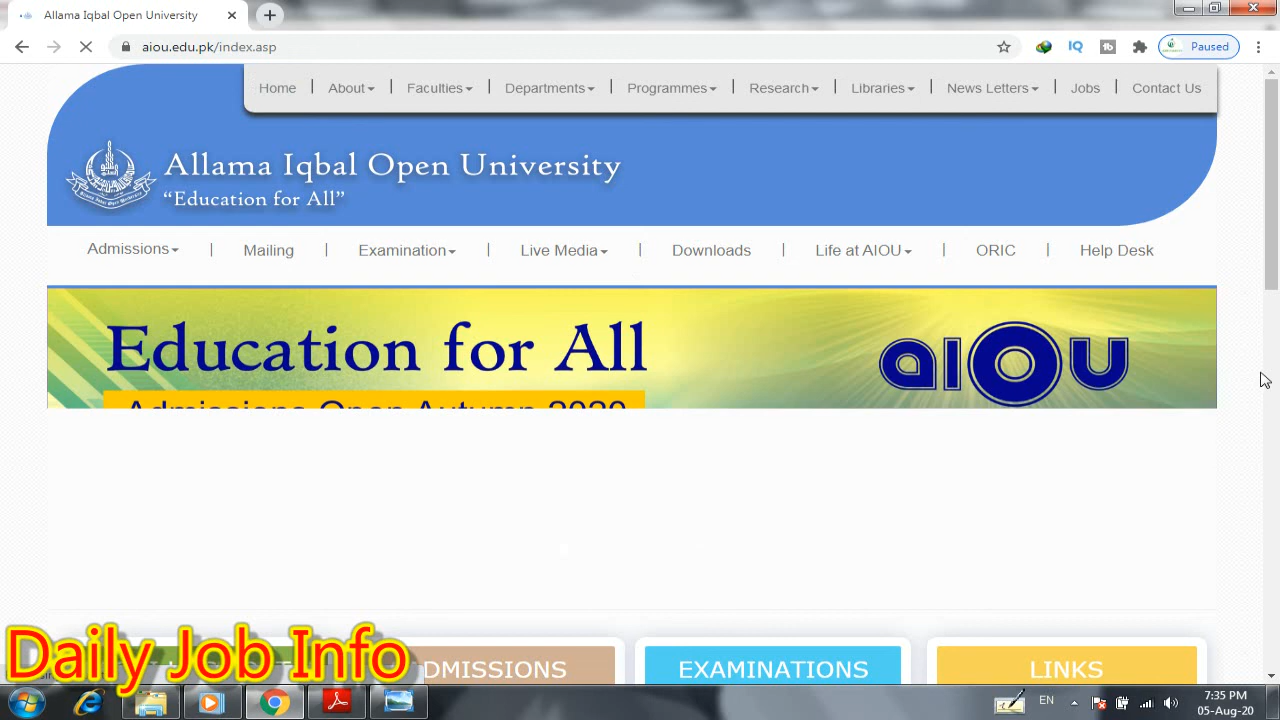 Allama Iqbal Open University
aiou.edu.pk/index.asp
IQ
Paused
Home | About | Faculties | Departments | Programmes | Research | Libraries | News Letters | Jobs | Contact Us
Allama Iqbal Open University
“Education for All”
Admissions | Mailing | Examination | Live Media | Downloads | Life at AIOU | ORIC | Help Desk
Education for All
aiou
Admissions Open Autumn 2020
DMISSIONS
EXAMINATIONS
LINKS
Daily Job Info
EN
7:35 PM
05-Aug-20